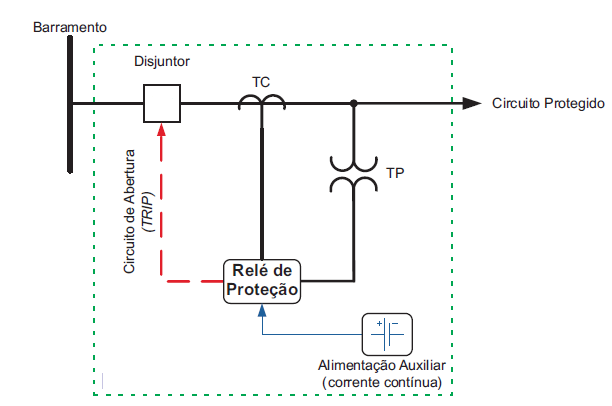 Barramento
Disjuntor
TC
Circuito Protegido
TP
Circuito de Abertura
(TRIP)
Relé de
Proteção
+ −
Alimentação Auxiliar
(corrente contínua)